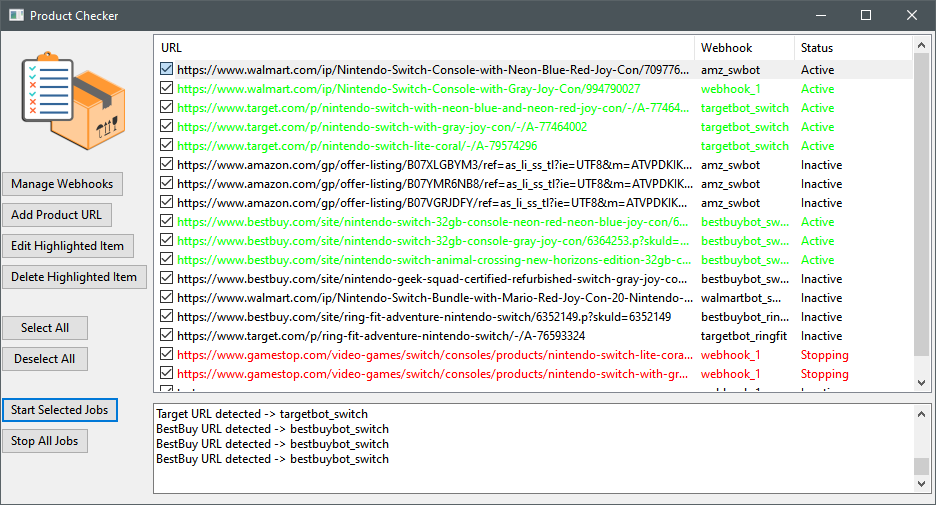 Product Checker
URL Webhook Status
https://www.walmart.com/ip/Nintendo-Switch-Console-with-Neon-Blue-Red-Joy-Con/709776... amz_swbot Active
https://www.walmart.com/ip/Nintendo-Switch-Console-with-Gray-Joy-Con/994790027 webhook_1 Active
https://www.target.com/p/nintendo-switch-with-neon-blue-and-neon-red-joy-con/-/A-77464... targetbot_switch Active
https://www.target.com/p/nintendo-switch-with-gray-joy-con/-/A-77464002 targetbot_switch Active
https://www.target.com/p/nintendo-switch-lite-coral/-/A-79574296 targetbot_switch Active
https://www.amazon.com/gp/offer-listing/B07XLGBYM3/ref=as_li_ss_tl?ie=UTF8&m=ATVPDKIK... amz_swbot Inactive
https://www.amazon.com/gp/offer-listing/B07YMR6NB8/ref=as_li_ss_tl?ie=UTF8&m=ATVPDKIK... amz_swbot Inactive
https://www.amazon.com/gp/offer-listing/B07VGRJDFY/ref=as_li_ss_tl?ie=UTF8&m=ATVPDKIK... amz_swbot Inactive
https://www.bestbuy.com/site/nintendo-switch-32gb-console-neon-red-neon-blue-joy-con/6... bestbuybot_sw... Active
https://www.bestbuy.com/site/nintendo-switch-32gb-console-gray-joy-con/6364253.p?skuId=... bestbuybot_sw... Active
https://www.bestbuy.com/site/nintendo-switch-animal-crossing-new-horizons-edition-32gb-c... bestbuybot_sw... Active
https://www.bestbuy.com/site/nintendo-geek-squad-certified-refurbished-switch-gray-joy-co... bestbuybot_sw... Inactive
https://www.walmart.com/ip/Nintendo-Switch-Bundle-with-Mario-Red-Joy-Con-20-Nintendo-... walmartbot_s... Inactive
https://www.bestbuy.com/site/ring-fit-adventure-nintendo-switch/6352149.p?skuId=6352149 bestbuybot_rin... Inactive
https://www.target.com/p/ring-fit-adventure-nintendo-switch/-/A-76593324 targetbot_ringfit Inactive
https://www.gamestop.com/video-games/switch/consoles/products/nintendo-switch-lite-cora... webhook_1 Stopping
https://www.gamestop.com/video-games/switch/consoles/products/nintendo-switch-with-gr... webhook_1 Stopping
Manage Webhooks
Add Product URL
Edit Highlighted Item
Delete Highlighted Item
Select All
Deselect All
Start Selected Jobs
Stop All Jobs
Target URL detected -> targetbot_switch
BestBuy URL detected -> bestbuybot_switch
BestBuy URL detected -> bestbuybot_switch
BestBuy URL detected -> bestbuybot_switch